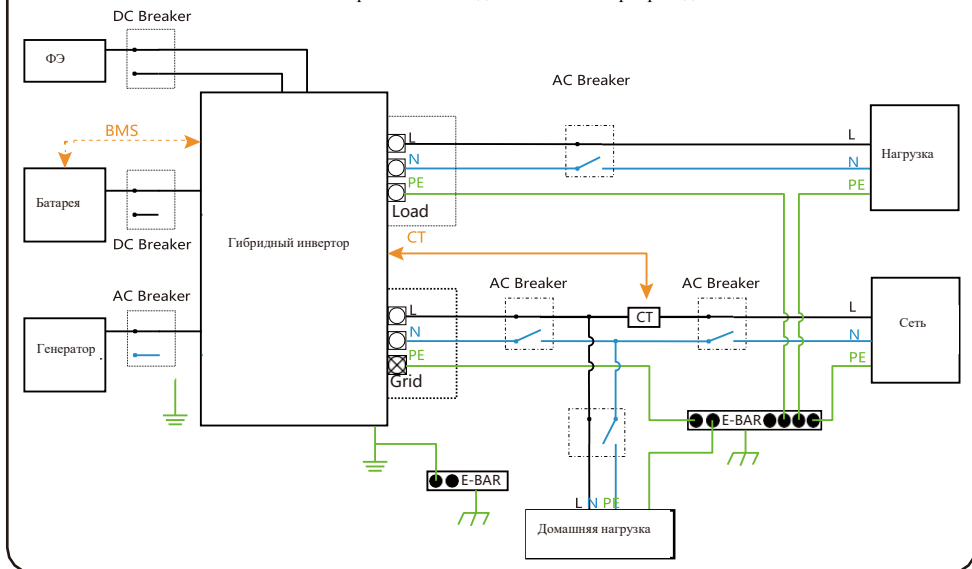 DC Breaker
ФЭ
AC Breaker
BMS
L
N
PE
Load
L
N
PE
Нагрузка
Батарея
DC Breaker
Гибридный инвертор
CT
AC Breaker
Генератор
AC Breaker
AC Breaker
L
N
PE
Grid
CT
L
N
PE
Сеть
E-BAR
E-BAR
L N PE
Домашняя нагрузка